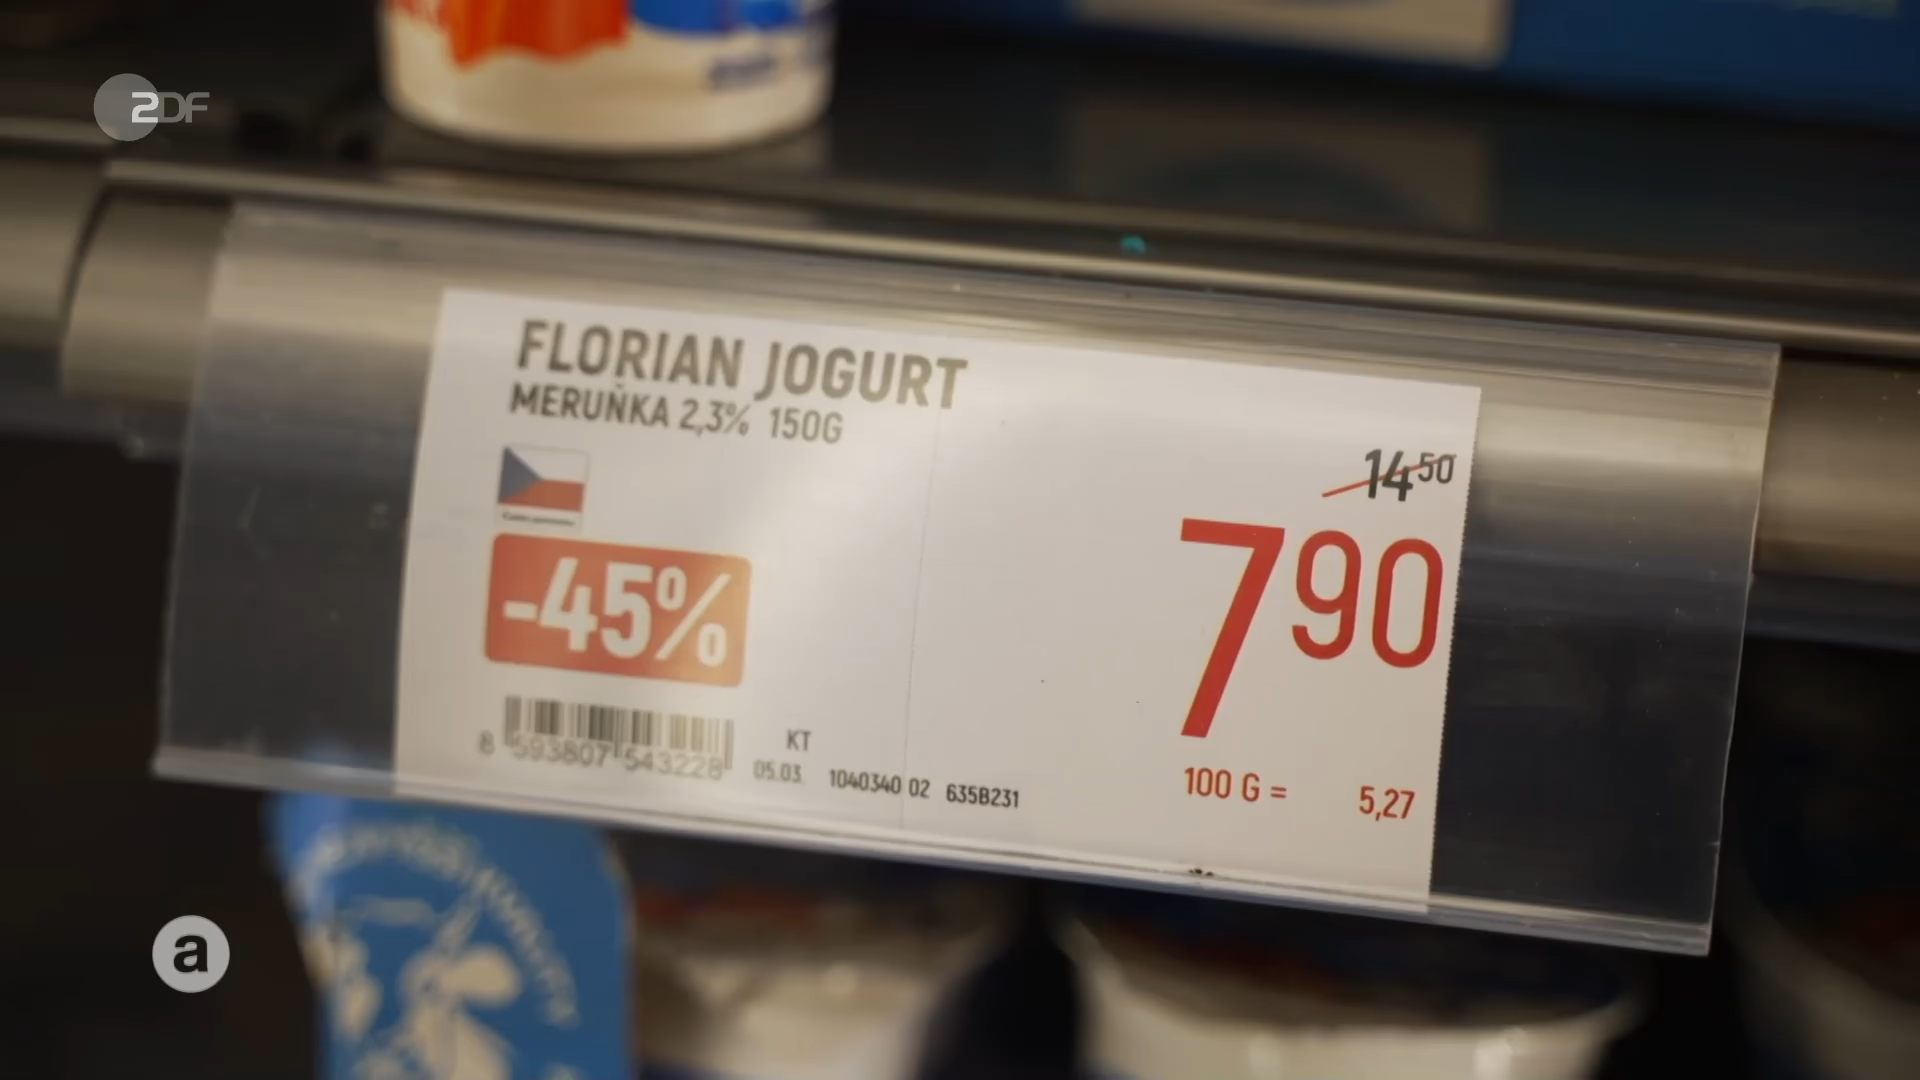 ZDF
FLORIAN JOGURT
MERUŇKA 2,3% 150G
14 50
7 90
-45%
8 593807 543228
KT
05.03. 1040340 02 635B231
100 G = 5,27
a